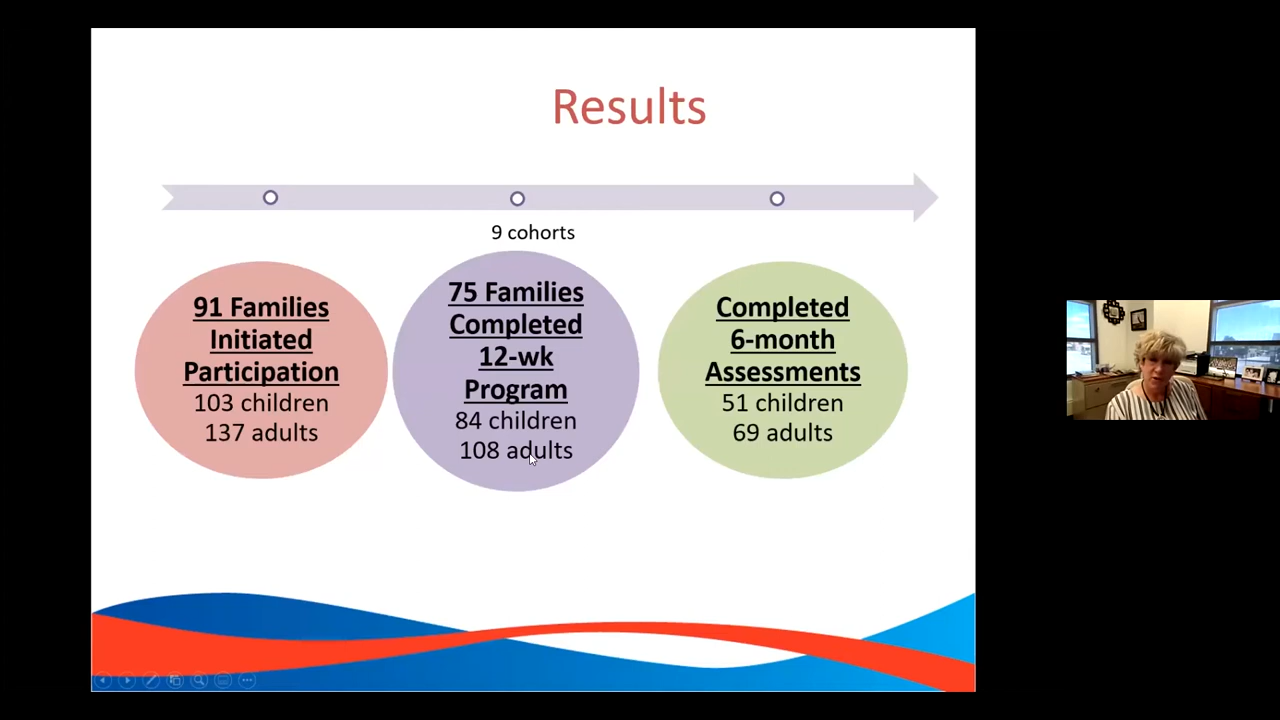 Results
9 cohorts
91 Families
Initiated
Participation
103 children
137 adults
75 Families
Completed
12-wk
Program
84 children
108 adults
Completed
6-month
Assessments
51 children
69 adults